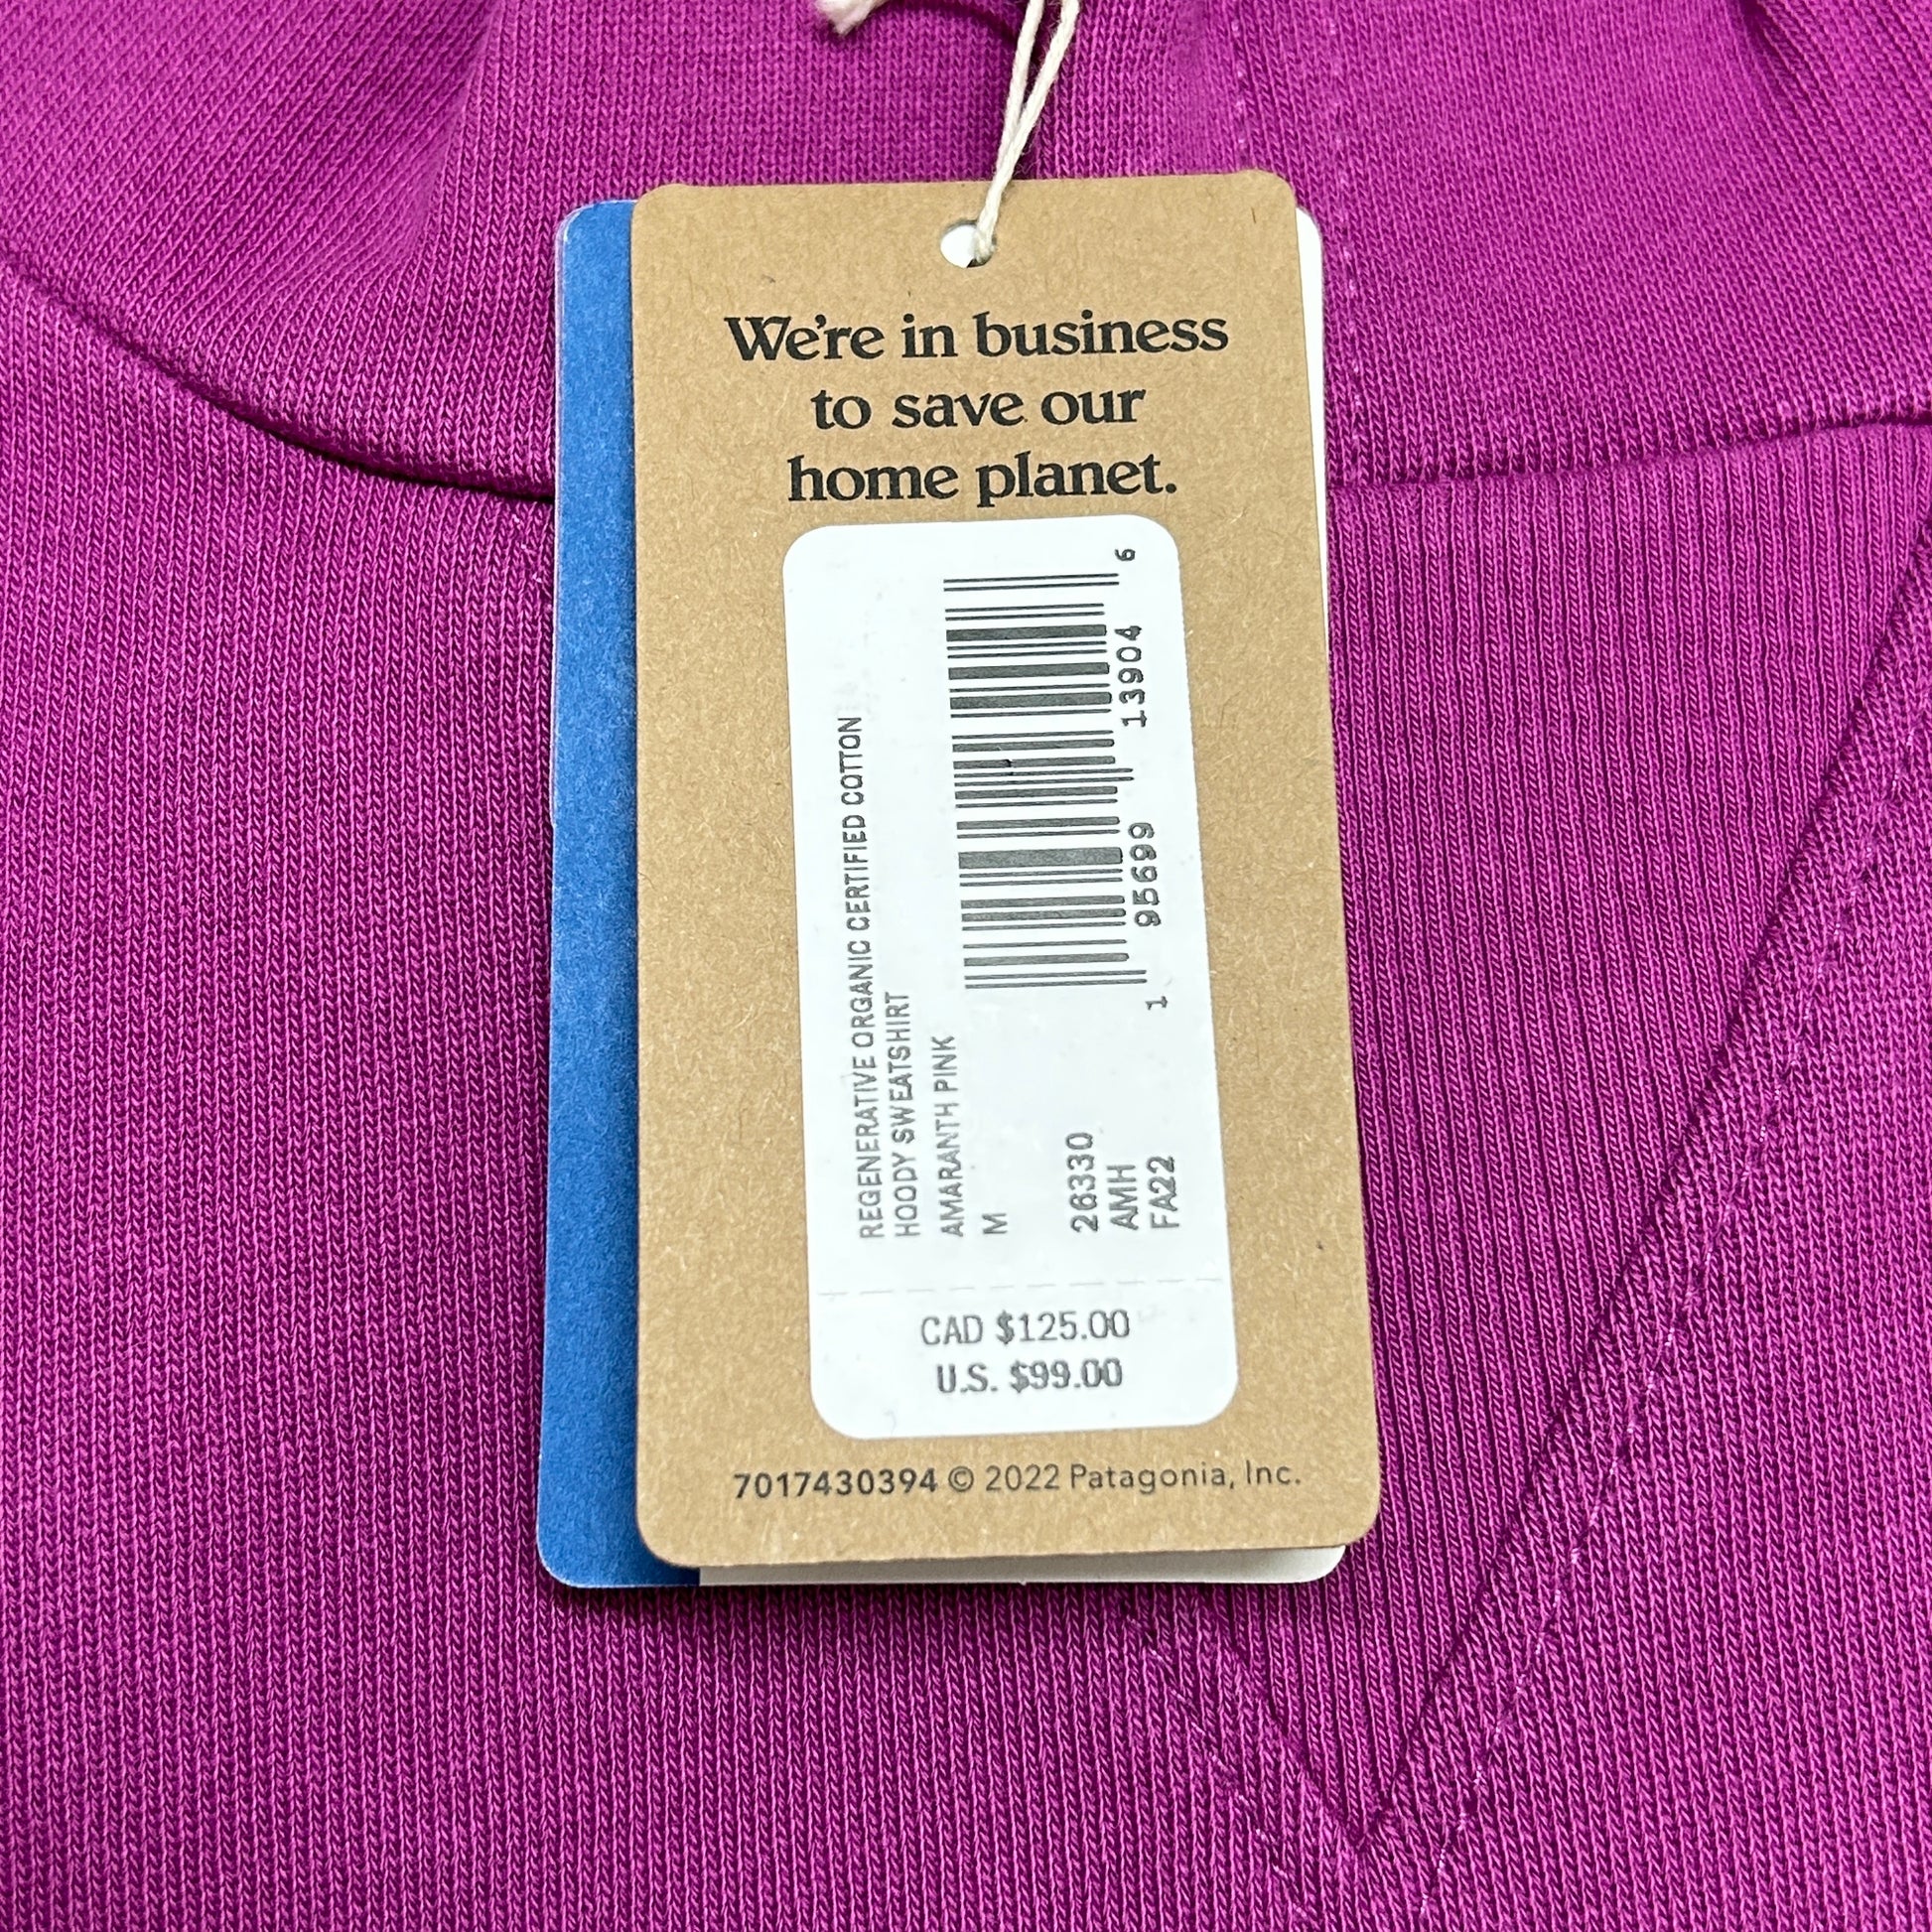 We're in business
to save our
home planet.
REGENERATIVE ORGANIC CERTIFIED COTTON
HOODY SWEATSHIRT
AMARANTH PINK
M
26330
AMH
FA22
1 95699 13904 6
CAD $125.00
U.S. $99.00
7017430394 © 2022 Patagonia, Inc.